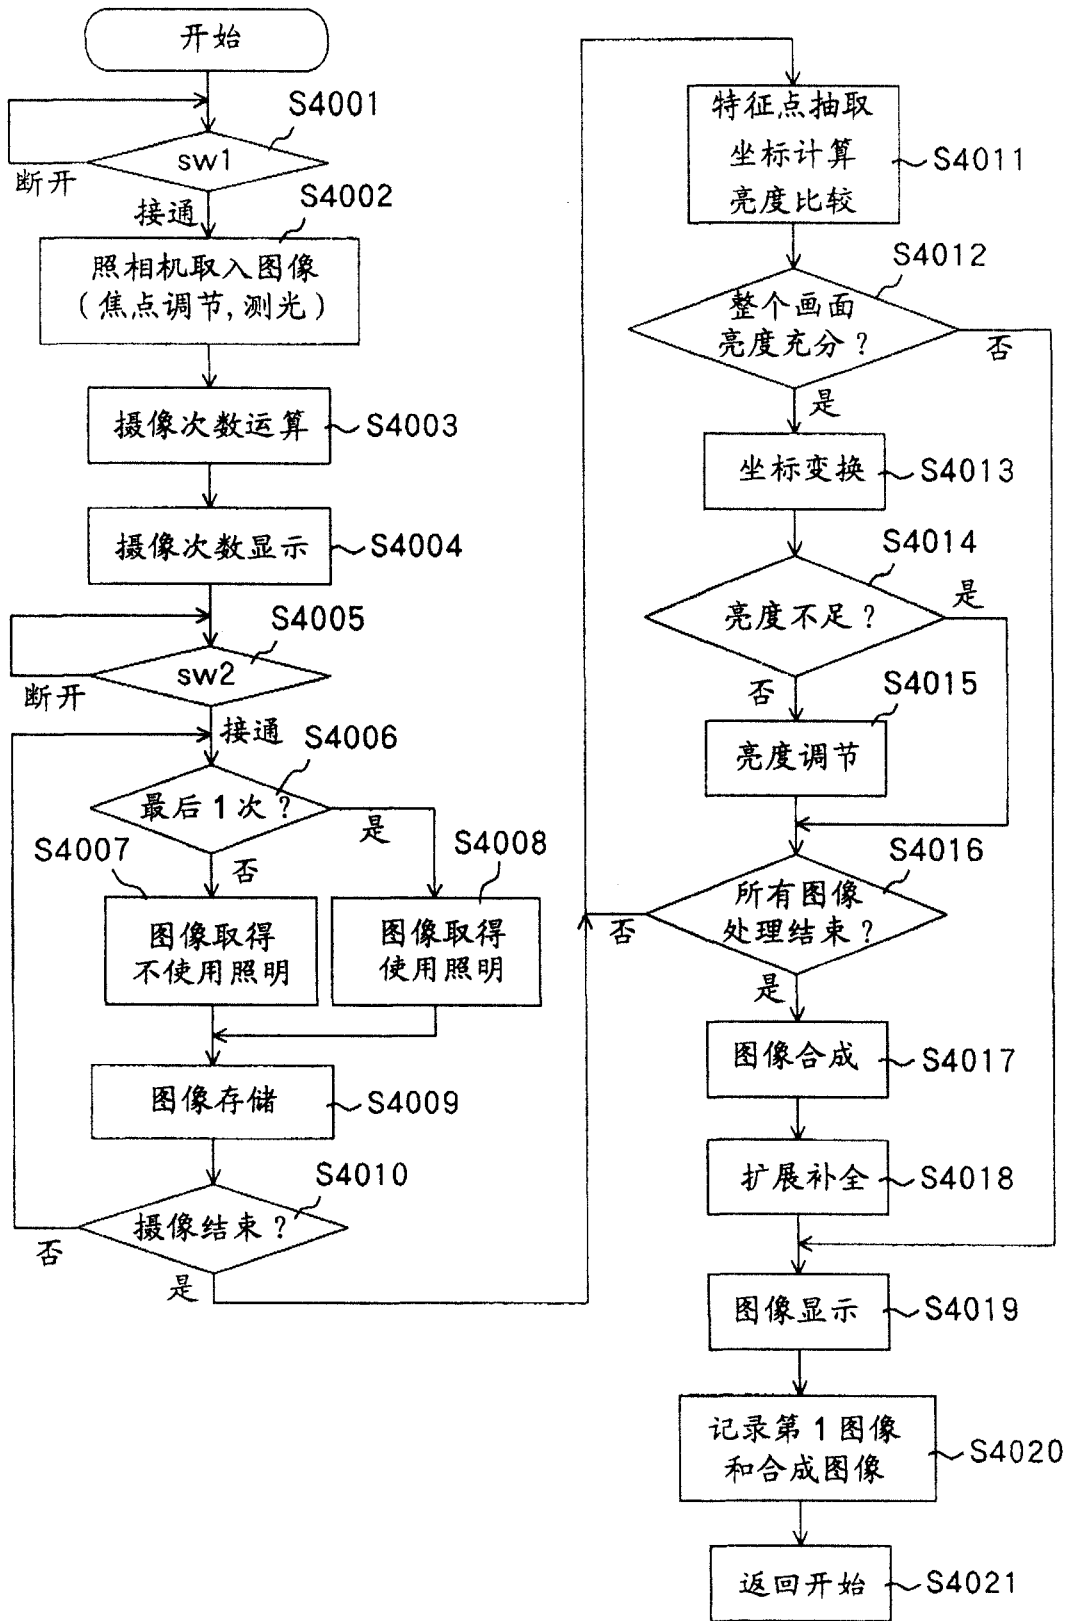 开始
S4001
sw1
断开
接通
S4002
照相机取入图像
(焦点调节,测光)
摄像次数运算
S4003
摄像次数显示
S4004
S4005
sw2
断开
接通
S4006
最后1次?
是
否
S4007
S4008
图像取得
不使用照明
图像取得
使用照明
图像存储
S4009
S4010
摄像结束?
否
是
特征点抽取
坐标计算
亮度比较
S4011
S4012
整个画面
亮度充分?
否
是
坐标变换
S4013
S4014
亮度不足?
是
否
S4015
亮度调节
S4016
所有图像
处理结束?
否
是
图像合成
S4017
扩展补全
S4018
图像显示
S4019
记录第1图像
和合成图像
S4020
返回开始
S4021